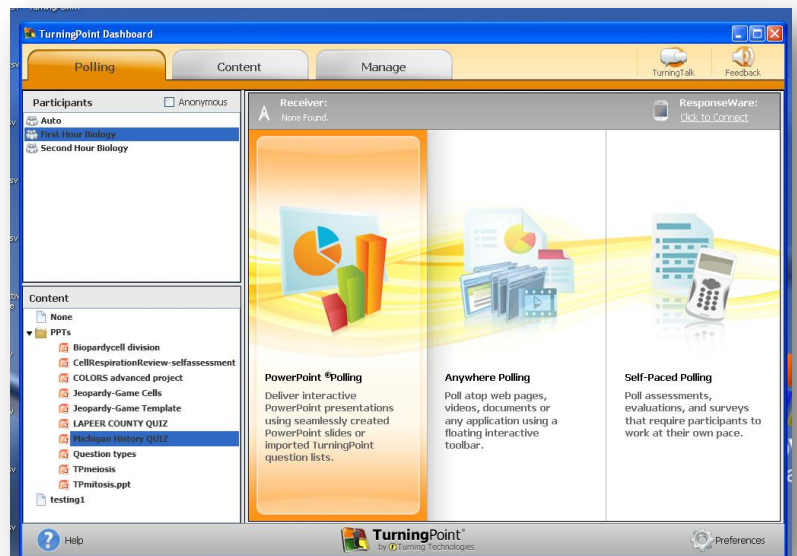 TurningPoint Dashboard
Polling
Content
Manage
TurningTalk
Feedback
Participants
Anonymous
Auto
First Hour Biology
Second Hour Biology
Receiver:
None Found.
ResponseWare:
Click to Connect
Content
None
PPTs
Biopardycell division
CellRespirationReview-selfassessment
COLORS advanced project
Jeopardy-Game Cells
Jeopardy-Game Template
LAPEER COUNTY QUIZ
Michigan History QUIZ
Question types
TPmeiosis
TPmitosis.ppt
testing1
PowerPoint ®Polling
Deliver interactive
PowerPoint presentations
using seamlessly created
PowerPoint slides or
imported TurningPoint
question lists.
Anywhere Polling
Poll atop web pages,
videos, documents or
any application using a
floating interactive
toolbar.
Self-Paced Polling
Poll assessments,
evaluations, and surveys
that require participants to
work at their own pace.
Help
TurningPoint®
by Turning Technologies
Preferences